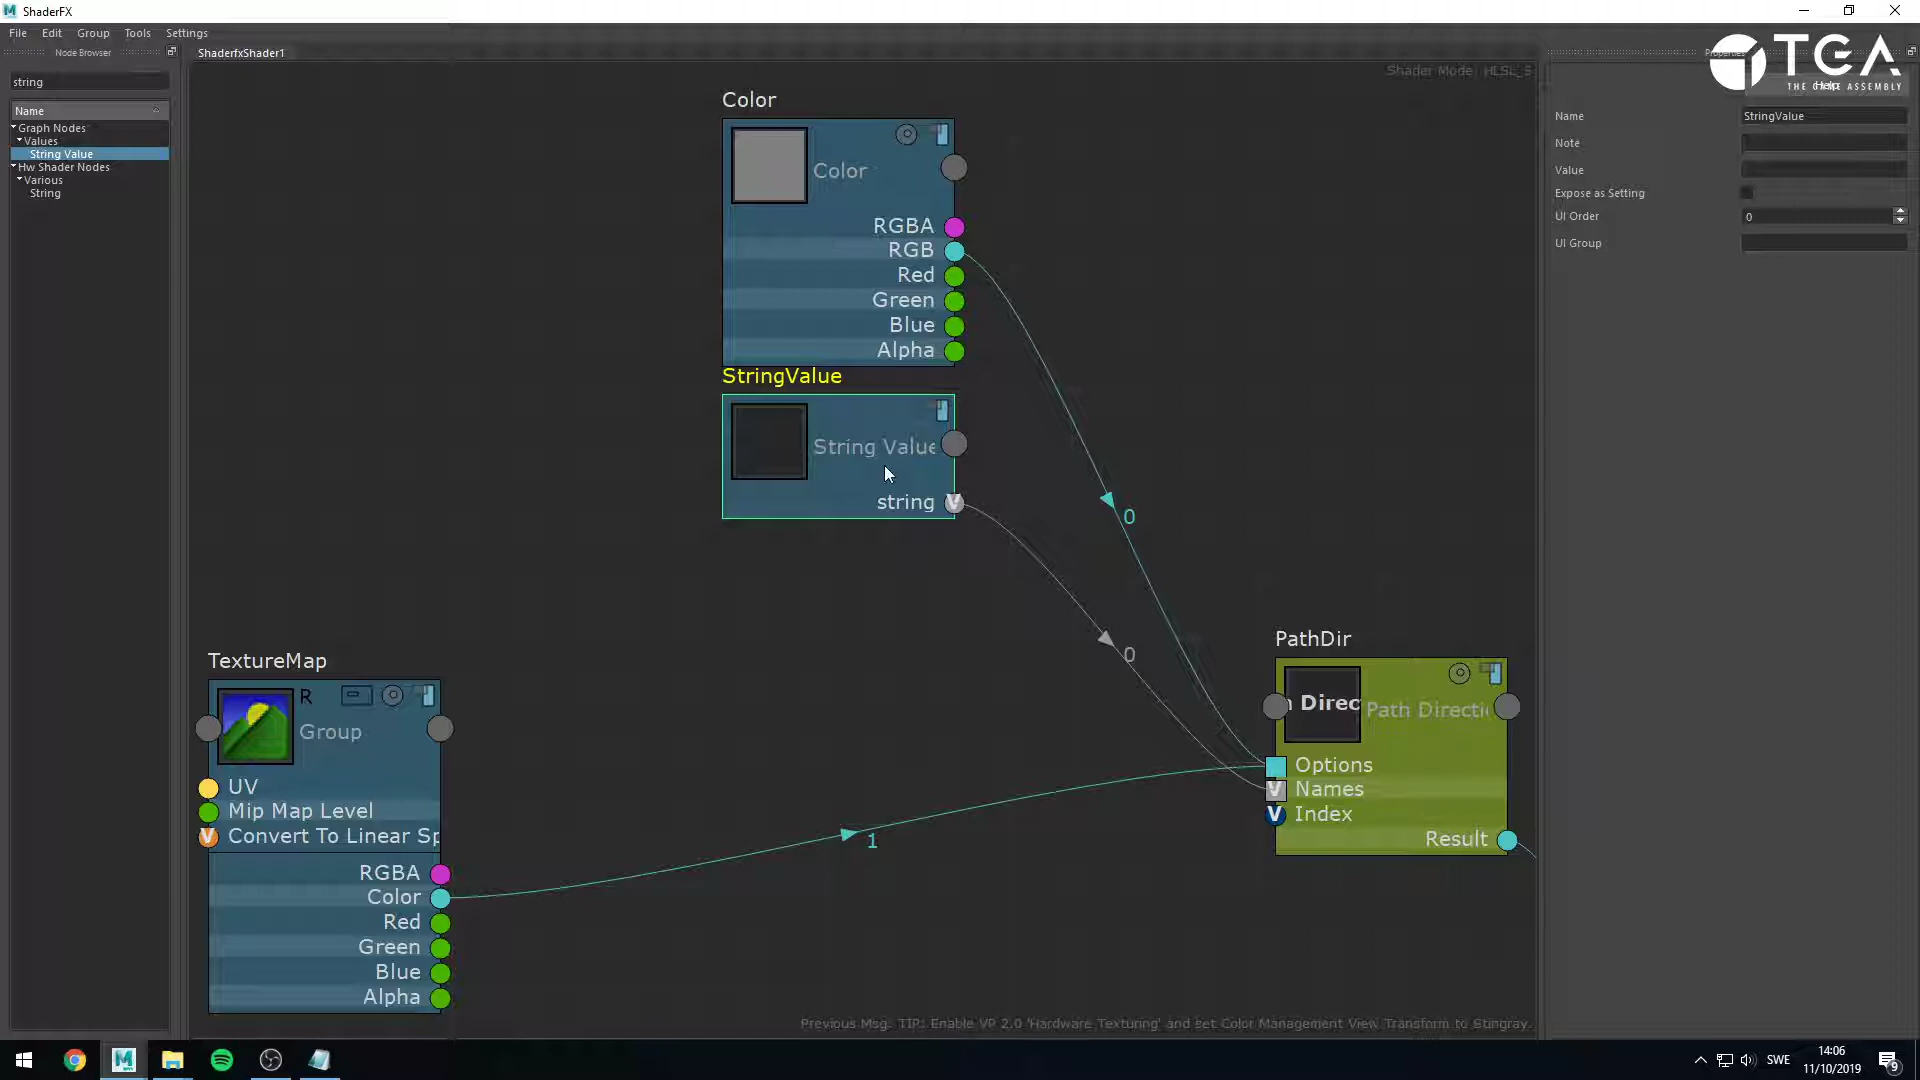 ShaderFX
File Edit Group Tools Settings
Node Browser
ShaderfxShader1
string
Name
Graph Nodes
Values
String Value
Hw Shader Nodes
Various
String
Shader Mode: HLSL_5
TGA
THE GAME ASSEMBLY
Properties
Help
Name StringValue
Note
Value
Expose as Setting
UI Order 0
UI Group
Color
Color
RGBA
RGB
Red
Green
Blue
Alpha
StringValue
String Value
string V
0
0
TextureMap
R
Group
UV
Mip Map Level
V Convert To Linear Sp
RGBA
Color
Red
Green
Blue
Alpha
1
PathDir
Direc
Path Directi
Options
V Names
V Index
Result
Previous Msg: TIP: Enable VP 2.0 'Hardware Texturing' and set Color Management View Transform to Stingray.
SWE
14:06
11/10/2019
9